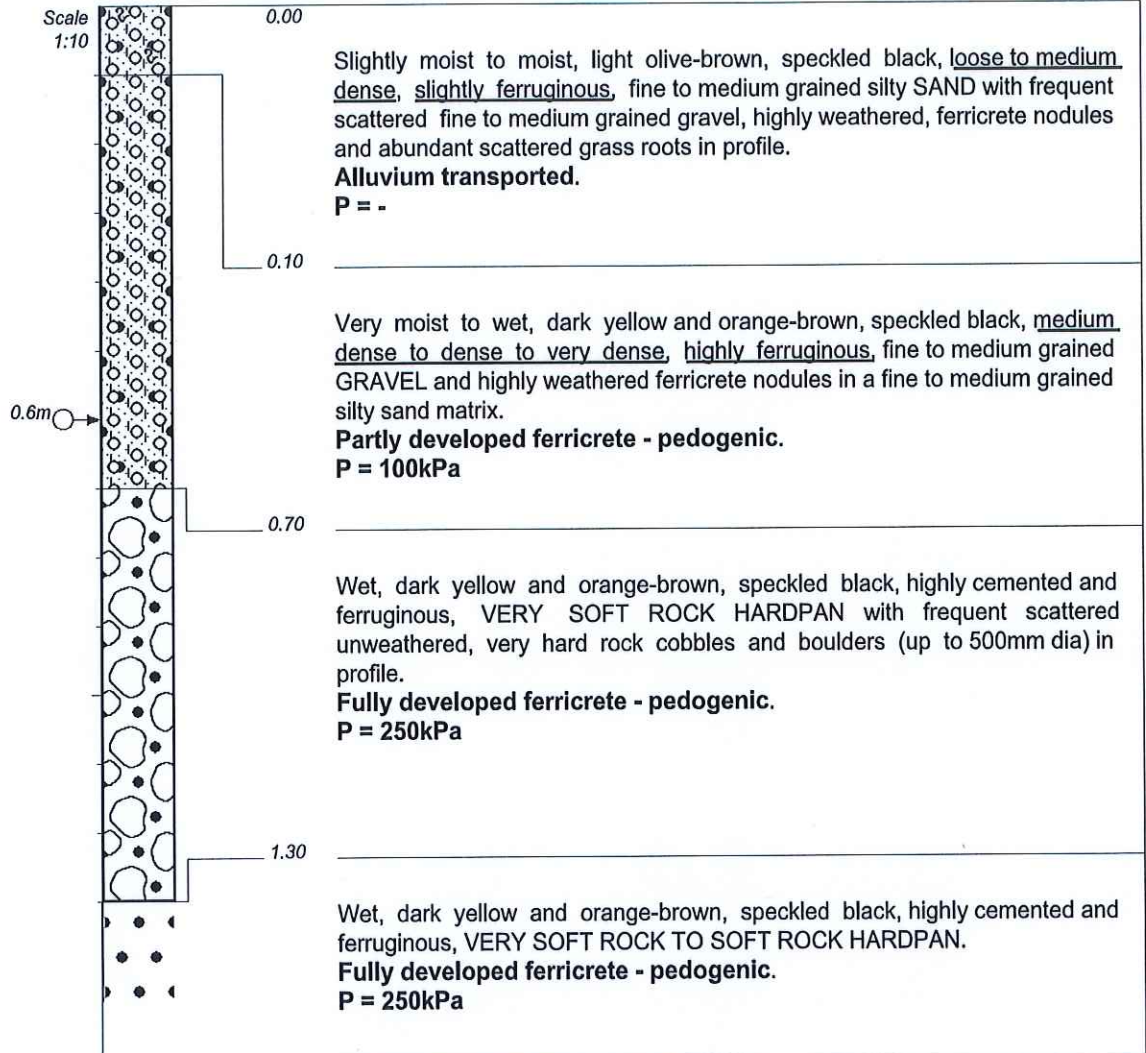 Scale
1:10
0.00
Slightly moist to moist, light olive-brown, speckled black, loose to medium
dense, slightly ferruginous, fine to medium grained silty SAND with frequent
scattered fine to medium grained gravel, highly weathered, ferricrete nodules
and abundant scattered grass roots in profile.
Alluvium transported.
P = -
0.10
Very moist to wet, dark yellow and orange-brown, speckled black, medium
dense to dense to very dense, highly ferruginous, fine to medium grained
GRAVEL and highly weathered ferricrete nodules in a fine to medium grained
silty sand matrix.
Partly developed ferricrete - pedogenic.
P = 100kPa
0.6m
0.70
Wet, dark yellow and orange-brown, speckled black, highly cemented and
ferruginous, VERY SOFT ROCK HARDPAN with frequent scattered
unweathered, very hard rock cobbles and boulders (up to 500mm dia) in
profile.
Fully developed ferricrete - pedogenic.
P = 250kPa
1.30
Wet, dark yellow and orange-brown, speckled black, highly cemented and
ferruginous, VERY SOFT ROCK TO SOFT ROCK HARDPAN.
Fully developed ferricrete - pedogenic.
P = 250kPa